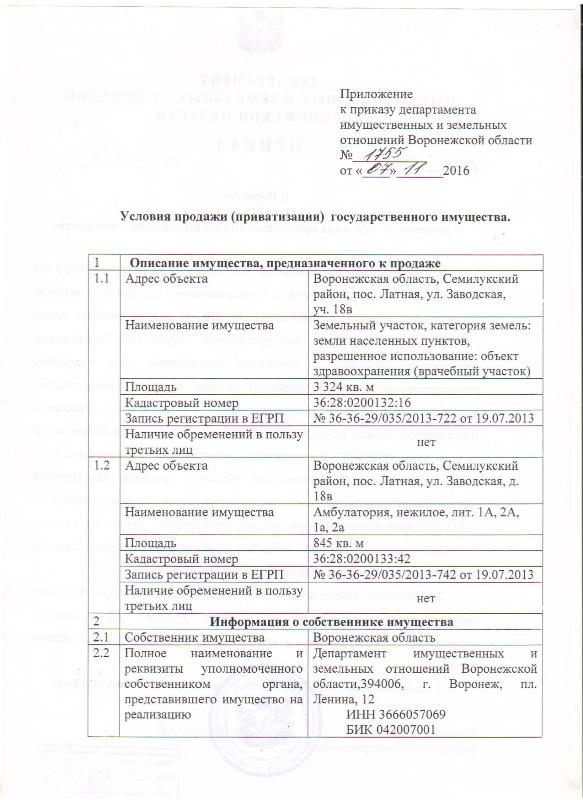 Приложение
к приказу департамента
имущественных и земельных
отношений Воронежской области
№ 1755
от « 07 » 11 2016
Условия продажи (приватизации) государственного имущества.
1 Описание имущества, предназначенного к продаже
1.1 Адрес объекта Воронежская область, Семилукский
район, пос. Латная, ул. Заводская,
уч. 18в
Наименование имущества Земельный участок, категория земель:
земли населенных пунктов,
разрешенное использование: объект
здравоохранения (врачебный участок)
Площадь 3 324 кв. м
Кадастровый номер 36:28:0200132:16
Запись регистрации в ЕГРП № 36-36-29/035/2013-722 от 19.07.2013
Наличие обременений в пользу
третьих лиц нет
1.2 Адрес объекта Воронежская область, Семилукский
район, пос. Латная, ул. Заводская, д.
18в
Наименование имущества Амбулатория, нежилое, лит. 1А, 2А,
1а, 2а
Площадь 845 кв. м
Кадастровый номер 36:28:0200133:42
Запись регистрации в ЕГРП № 36-36-29/035/2013-742 от 19.07.2013
Наличие обременений в пользу
третьих лиц нет
2 Информация о собственнике имущества
2.1 Собственник имущества Воронежская область
2.2 Полное наименование и Департамент имущественных и
реквизиты уполномоченного земельных отношений Воронежской
собственником органа, области,394006, г. Воронеж, пл.
представившего имущество на Ленина, 12
реализацию ИНН 3666057069
БИК 042007001